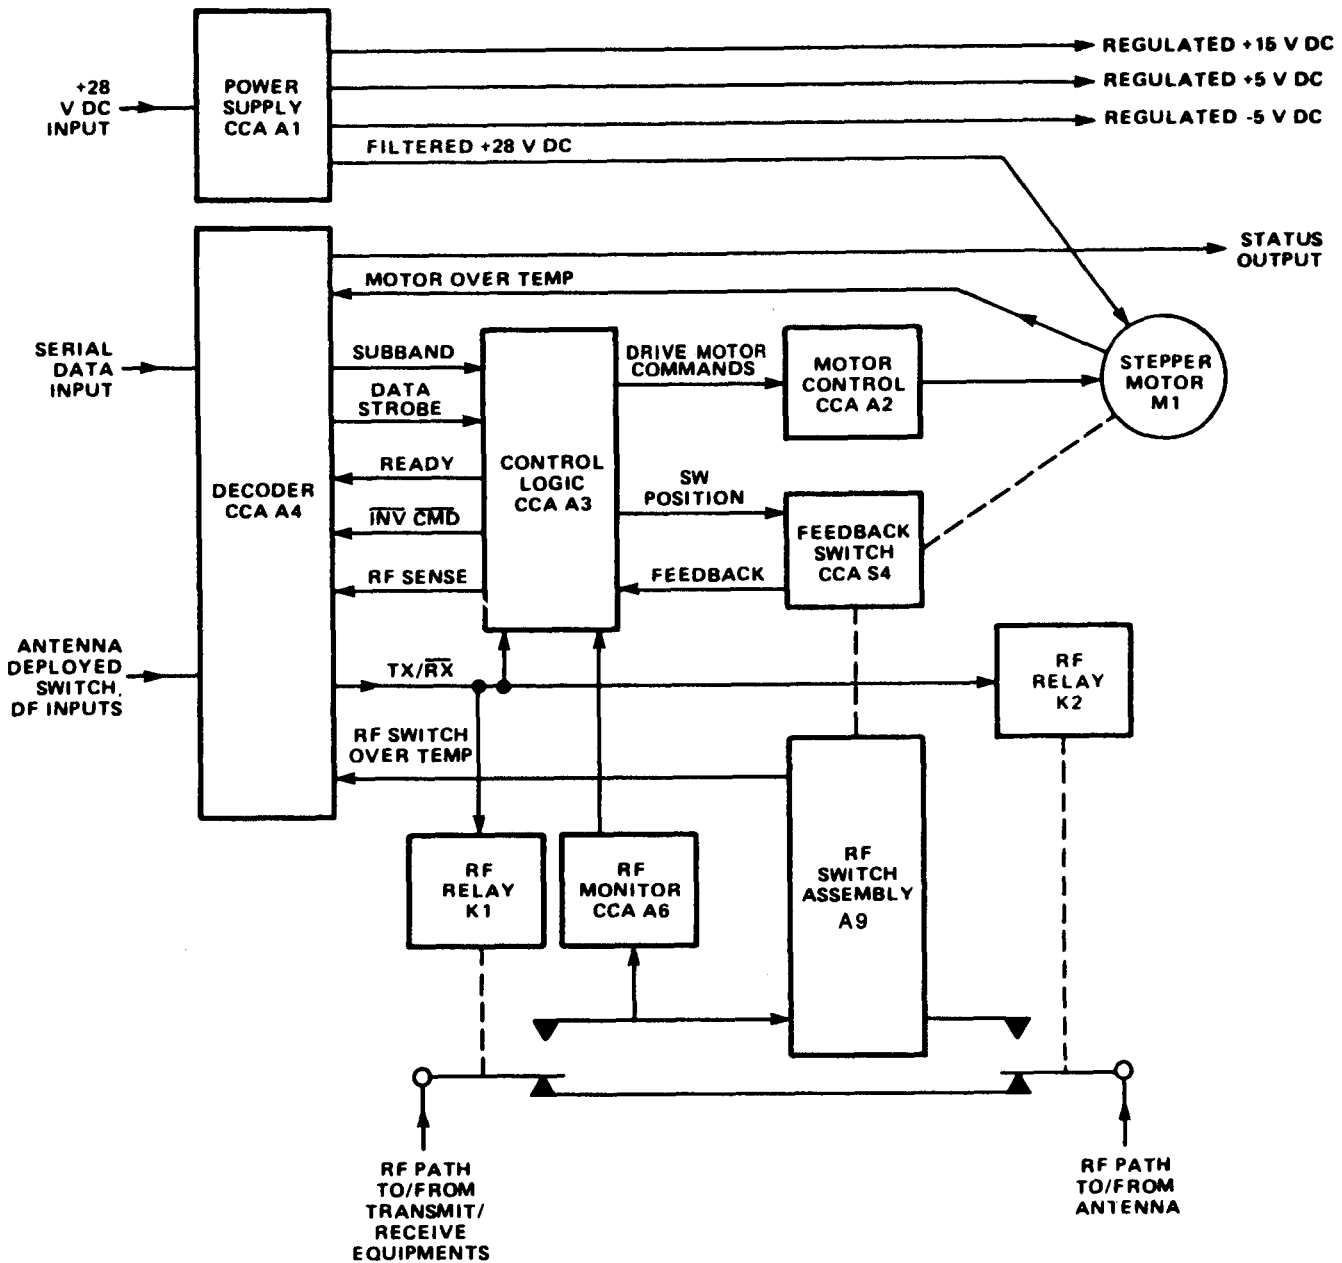 +28
V DC
INPUT
POWER
SUPPLY
CCA A1
REGULATED +15 V DC
REGULATED +5 V DC
REGULATED -5 V DC
FILTERED +28 V DC
STATUS
OUTPUT
MOTOR OVER TEMP
SERIAL
DATA
INPUT
SUBBAND
DATA
STROBE
READY
INV CMD
RF SENSE
DECODER
CCA A4
CONTROL
LOGIC
CCA A3
DRIVE MOTOR
COMMANDS
MOTOR
CONTROL
CCA A2
STEPPER
MOTOR
M1
SW
POSITION
FEEDBACK
FEEDBACK
SWITCH
CCA S4
ANTENNA
DEPLOYED
SWITCH,
DF INPUTS
TX/RX
RF SWITCH
OVER TEMP
RF
RELAY
K2
RF
RELAY
K1
RF
MONITOR
CCA A6
RF
SWITCH
ASSEMBLY
A9
RF PATH
TO/FROM
TRANSMIT/
RECEIVE
EQUIPMENTS
RF PATH
TO/FROM
ANTENNA